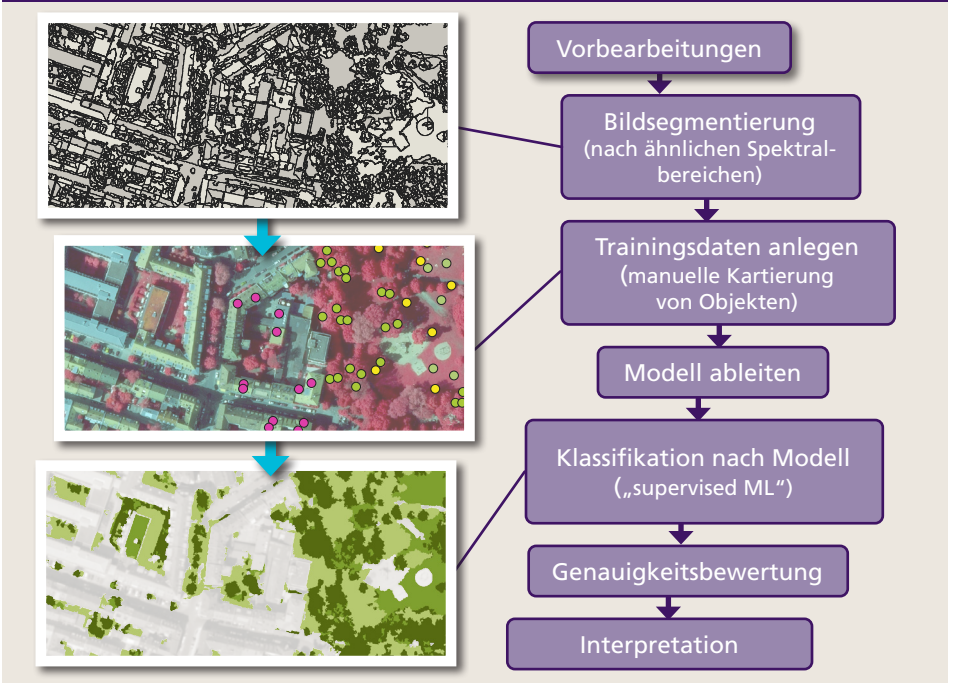 Vorbearbeitungen
Bildsegmentierung
(nach ähnlichen Spektral-
bereichen)
Trainingsdaten anlegen
(manuelle Kartierung
von Objekten)
Modell ableiten
Klassifikation nach Modell
(„supervised ML“)
Genauigkeitsbewertung
Interpretation